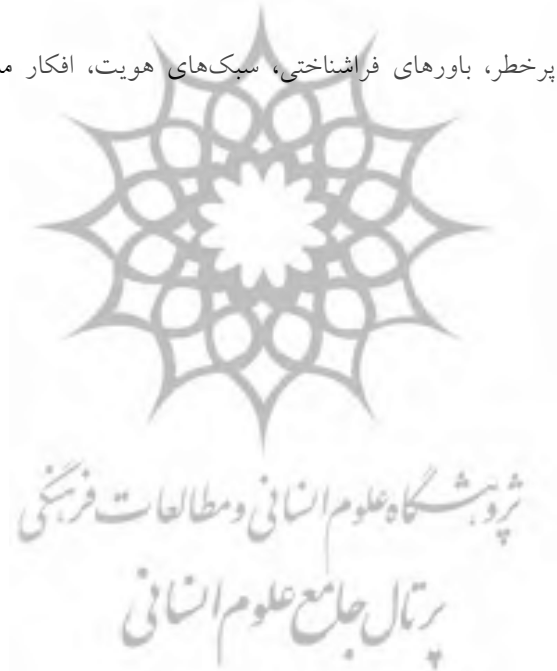 پرخطر، باورهای فراشناختی، سبک‌های هویت، افکار
پژوهشگاه علوم انسانی و مطالعات فرهنگی
پرتال جامع علوم انسانی